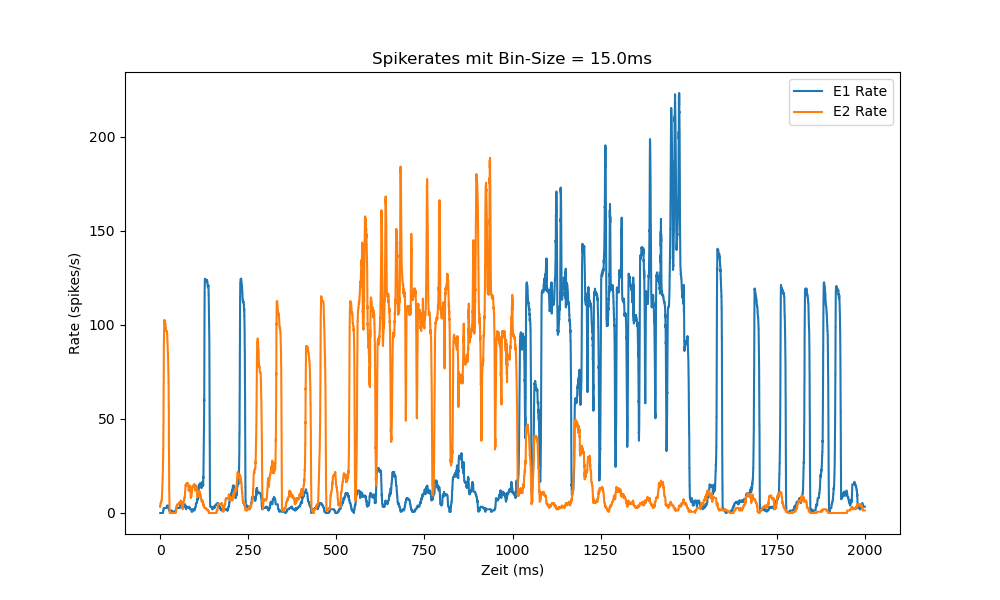 Spikerates mit Bin-Size = 15.0ms
E1 Rate
E2 Rate
Rate (spikes/s)
200
150
100
50
0
0 250 500 750 1000 1250 1500 1750 2000
Zeit (ms)